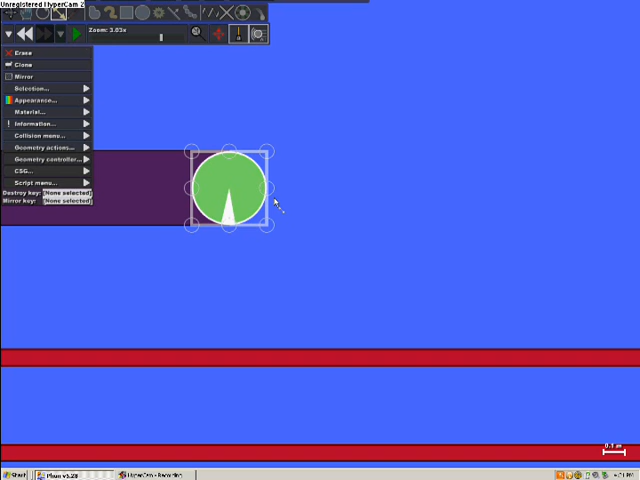 Unregistered HyperCam 2
Zoom: 3.03x
Erase
Clone
Mirror
Selection...
Appearance...
Material...
Information...
Collision menu...
Geometry actions...
Geometry controller...
CSG...
Script menu...
Destroy key: [None selected]
Mirror key: [None selected]
0.1 m
Start
Phun v5.28
HyperCam - Recording